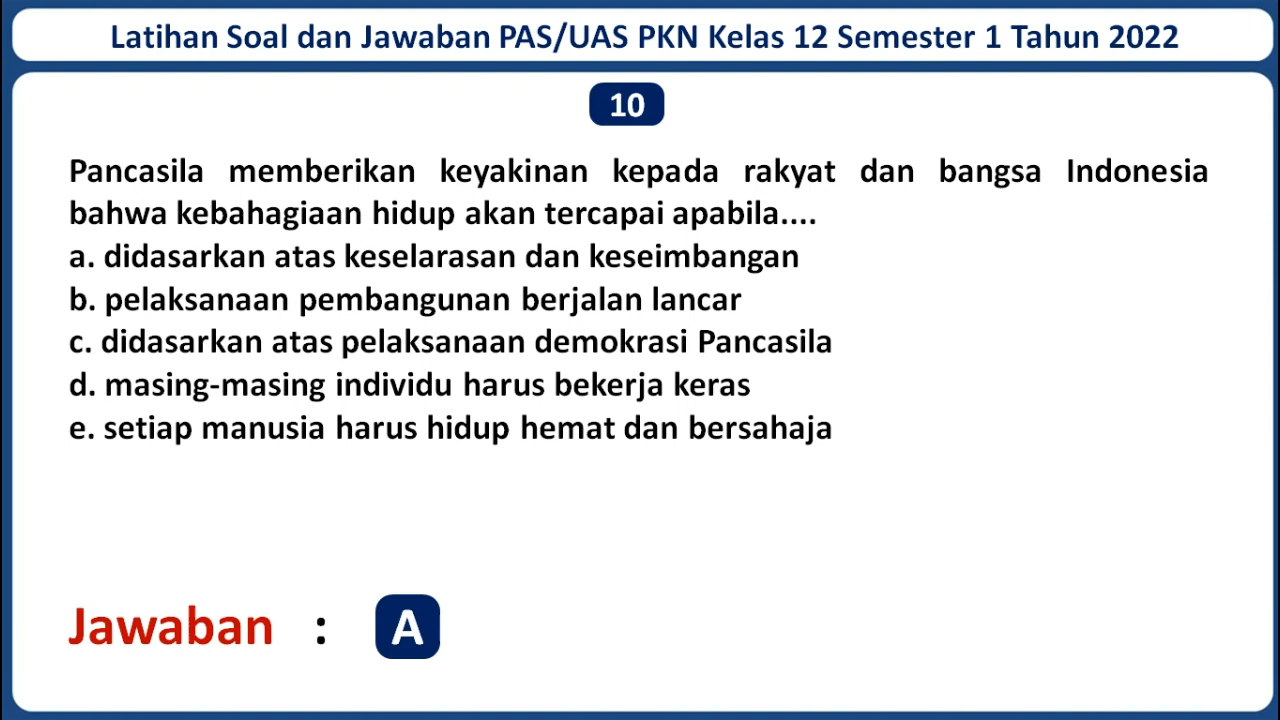 Latihan Soal dan Jawaban PAS/UAS PKN Kelas 12 Semester 1 Tahun 2022
10
Pancasila memberikan keyakinan kepada rakyat dan bangsa Indonesia
bahwa kebahagiaan hidup akan tercapai apabila....
a. didasarkan atas keselarasan dan keseimbangan
b. pelaksanaan pembangunan berjalan lancar
c. didasarkan atas pelaksanaan demokrasi Pancasila
d. masing-masing individu harus bekerja keras
e. setiap manusia harus hidup hemat dan bersahaja
Jawaban : A